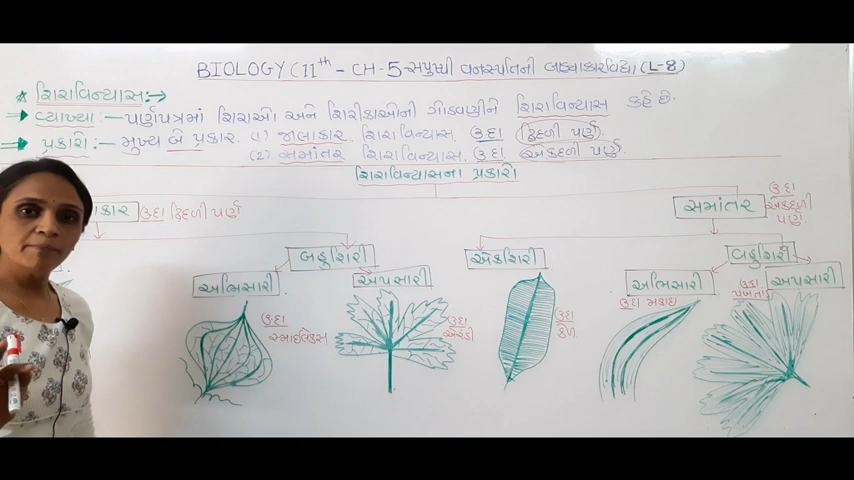 BIOLOGY (11th - CH-5-સપુષ્પી વનસ્પતિની બાહ્યાકારવિદ્યા (L-8)
* શિરાવિન્યાસ:→
⇒ વ્યાખ્યા:- પર્ણપત્રમાં શિરાઓ અને શિરીકાઓની ગોઠવણીને શિરાવિન્યાસ કહે છે.
⇒ પ્રકારો:- મુખ્ય બે પ્રકાર. (1) જાલાકાર શિરાવિન્યાસ. ઉદા દ્વિદળી પર્ણ.
(2) સમાંતર શિરાવિન્યાસ. ઉદા એકદળી પર્ણ.
શિરાવિન્યાસના પ્રકારો
કાર ઉદા દ્વિદળી પર્ણ
સમાંતર ઉદા એકદળી પર્ણ.
બહુશિરી
એકશિરી
બહુશિરી
અભિસારી
અપસારી
અભિસારી
અપસારી
ઉદા સ્માઇલેક્સ
ઉદા એરંડી
ઉદા કેળ.
ઉદા મકાઇ
ઉદા